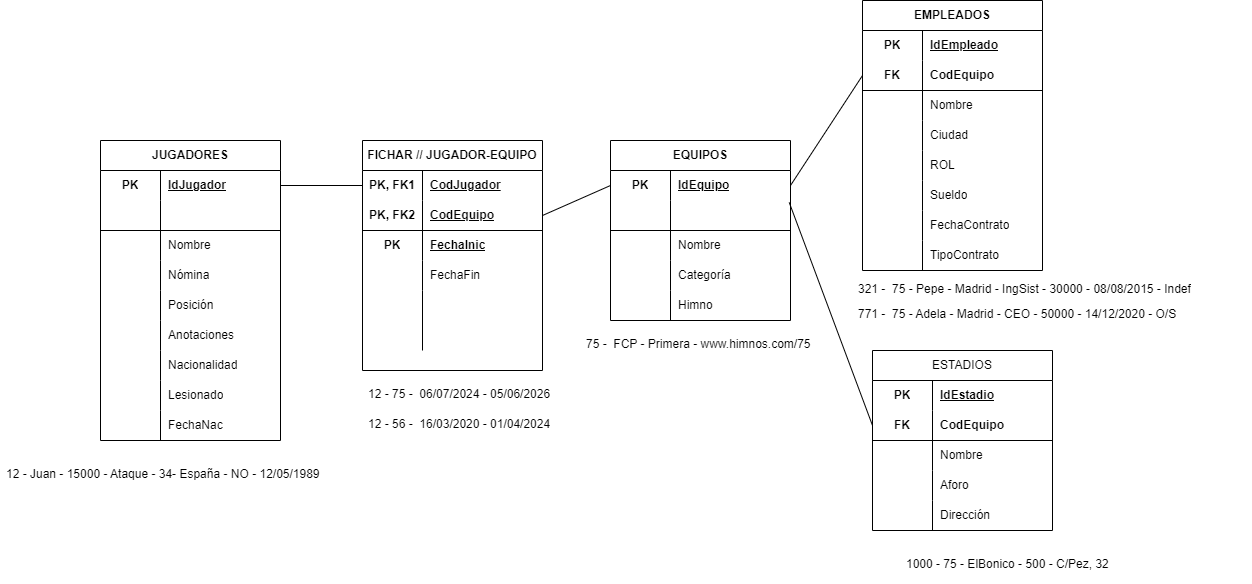 JUGADORES
PK IdJugador
Nombre
Nómina
Posición
Anotaciones
Nacionalidad
Lesionado
FechaNac
12 - Juan - 15000 - Ataque - 34- España - NO - 12/05/1989
FICHAR // JUGADOR-EQUIPO
PK, FK1 CodJugador
PK, FK2 CodEquipo
PK FechaInic
FechaFin
12 - 75 - 06/07/2024 - 05/06/2026
12 - 56 - 16/03/2020 - 01/04/2024
EQUIPOS
PK IdEquipo
Nombre
Categoría
Himno
75 - FCP - Primera - www.himnos.com/75
EMPLEADOS
PK IdEmpleado
FK CodEquipo
Nombre
Ciudad
ROL
Sueldo
FechaContrato
TipoContrato
321 - 75 - Pepe - Madrid - IngSist - 30000 - 08/08/2015 - Indef
771 - 75 - Adela - Madrid - CEO - 50000 - 14/12/2020 - O/S
ESTADIOS
PK IdEstadio
FK CodEquipo
Nombre
Aforo
Dirección
1000 - 75 - ElBonico - 500 - C/Pez, 32